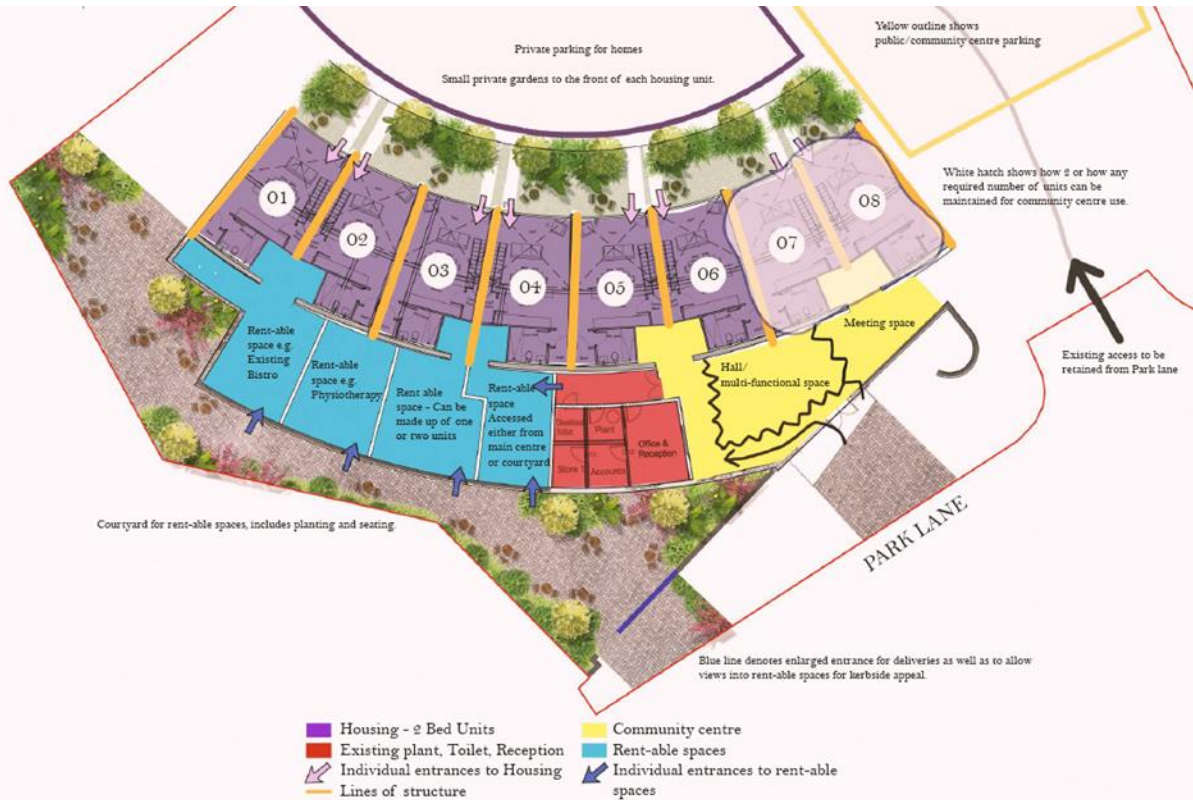 Private parking for homes
Small private gardens to the front of each housing unit.
Yellow outline shows
public/community centre parking
White hatch shows how 2 or how any
required number of units can be
maintained for community centre use.
01
02
03
04
05
06
07
08
Rent-able
space e.g.
Existing
Bistro
Rent-able
space e.g.
Physiotherapy
Rent able
space - Can be
made up of one
or two units
Rent-able
space
Accessed
either from
main centre
or courtyard
Plant
Store
Accounts
Office &
Reception
Hall/
multi-functional space
Meeting space
Existing access to be
retained from Park lane
Courtyard for rent-able spaces, includes planting and seating.
PARK LANE
Blue line denotes enlarged entrance for deliveries as well as to allow
views into rent-able spaces for kerbside appeal.
Housing - 2 Bed Units
Existing plant, Toilet, Reception
Individual entrances to Housing
Lines of structure
Community centre
Rent-able spaces
Individual entrances to rent-able
spaces